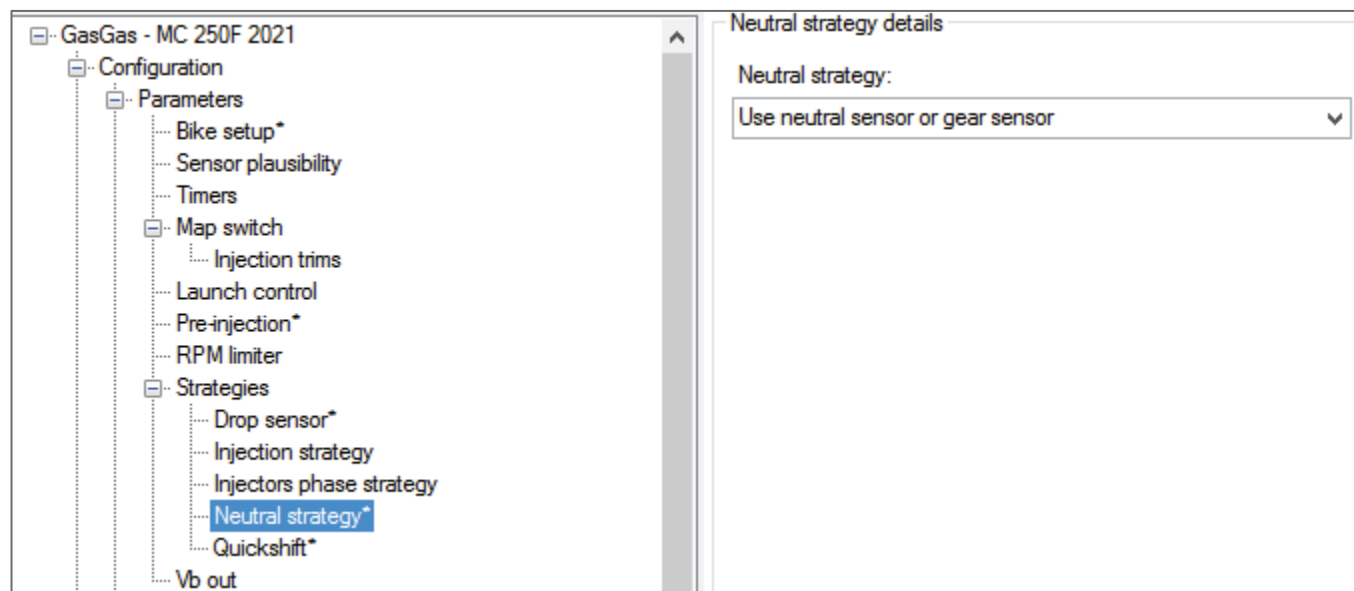 GasGas - MC 250F 2021
Configuration
Parameters
Bike setup*
Sensor plausibility
Timers
Map switch
Injection trims
Launch control
Pre-injection*
RPM limiter
Strategies
Drop sensor*
Injection strategy
Injectors phase strategy
Neutral strategy*
Quickshift*
Vb out
Neutral strategy details
Neutral strategy:
Use neutral sensor or gear sensor